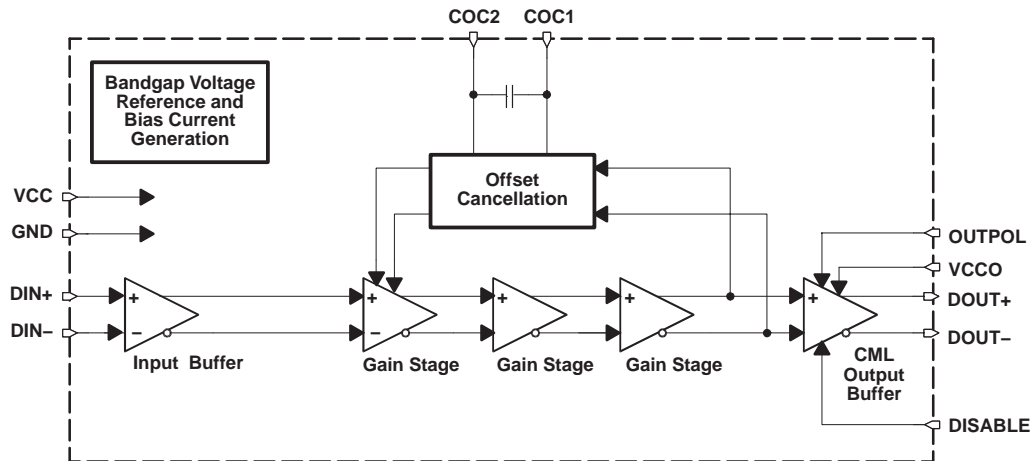 COC2 COC1
Bandgap Voltage
Reference and
Bias Current
Generation
Offset
Cancellation
VCC
GND
OUTPOL
VCCO
DIN+
DIN−
DOUT+
DOUT−
+
−
+
−
+
+
+
Input Buffer
Gain Stage
Gain Stage
Gain Stage
CML
Output
Buffer
DISABLE